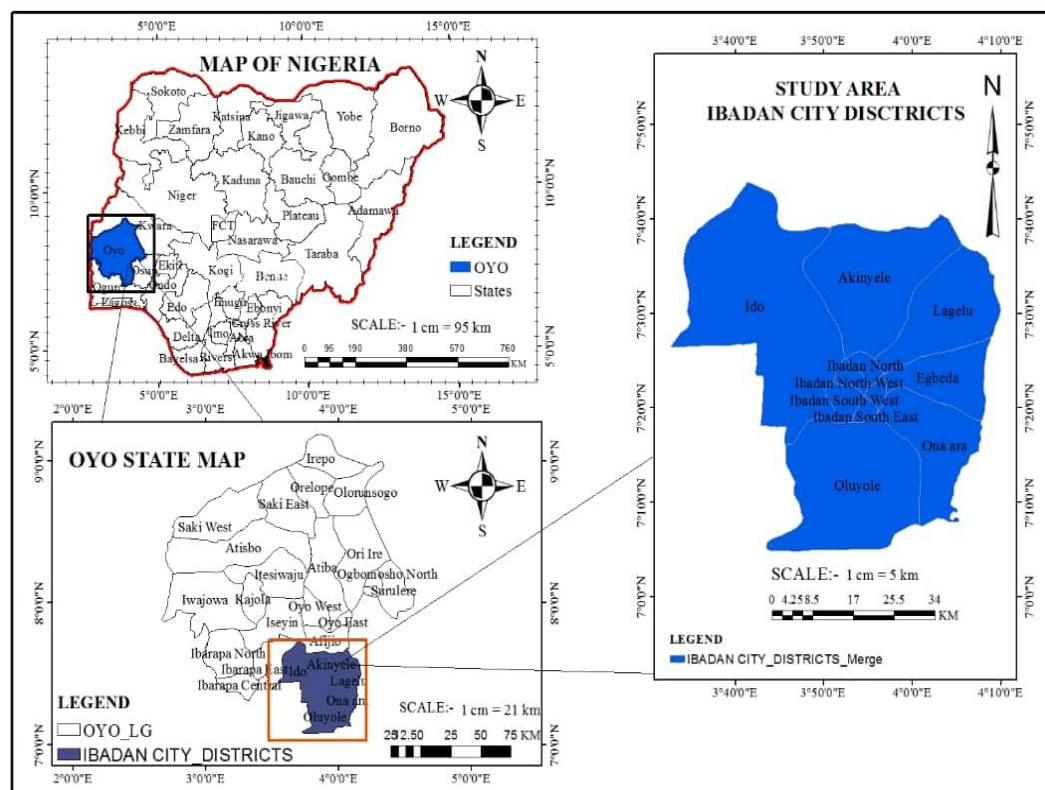 5°0'0"E 10°0'0"E 15°0'0"E
MAP OF NIGERIA
N
W E
S
Sokoto
Katsina
Jigawa
Yobe
Borno
Kebbi
Zamfara
Kano
Kaduna
Bauchi
Gombe
Niger
Adamawa
Plateau
Kwara
FCT
Nasarawa
Oyo
Taraba
Osun
Ekiti
Kogi
Benue
Ogun
Ondo
Lagos
Edo
Enugu
Ebonyi
Cross River
Delta
Imo
Bayelsa
Rivers
Akwa Ibom
LEGEND
OYO
States
SCALE:- 1 cm = 95 km
0 95 190 380 570 760
KM
10°0'0"N
5°0'0"N
10°0'0"N
5°0'0"N
5°0'0"E 10°0'0"E 15°0'0"E
2°0'0"E 3°0'0"E 4°0'0"E 5°0'0"E
OYO STATE MAP
N
W E
S
Irepo
Orelope
Olorunsogo
Saki East
Saki West
Atisbo
Ori Ire
Atiba
Itesiwaju
Ogbomosho North
Surulere
Iwajowa
Kajola
Oyo West
Iseyin
Oyo East
Afijio
Ibarapa North
Ibarapa East
Ibarapa Central
Akinyele
Ido
Lagelu
Ona ara
Oluyole
LEGEND
OYO_LG
IBADAN CITY_DISTRICTS
SCALE:- 1 cm = 21 km
2512.50 25 50 75
KM
9°0'0"N
8°0'0"N
7°0'0"N
9°0'0"N
8°0'0"N
7°0'0"N
2°0'0"E 3°0'0"E 4°0'0"E 5°0'0"E
3°40'0"E 3°50'0"E 4°0'0"E 4°10'0"E
STUDY AREA
IBADAN CITY DISCTRICTS
N
Akinyele
Ido
Lagelu
Ibadan North
Ibadan North West
Egbeda
Ibadan South West
Ibadan South East
Ona ara
Oluyole
SCALE:- 1 cm = 5 km
0 4.25 8.5 17 25.5 34
KM
LEGEND
IBADAN CITY_DISTRICTS_Merge
7°50'0"N
7°40'0"N
7°30'0"N
7°20'0"N
7°10'0"N
7°0'0"N
7°50'0"N
7°40'0"N
7°30'0"N
7°20'0"N
7°10'0"N
7°0'0"N
3°40'0"E 3°50'0"E 4°0'0"E 4°10'0"E